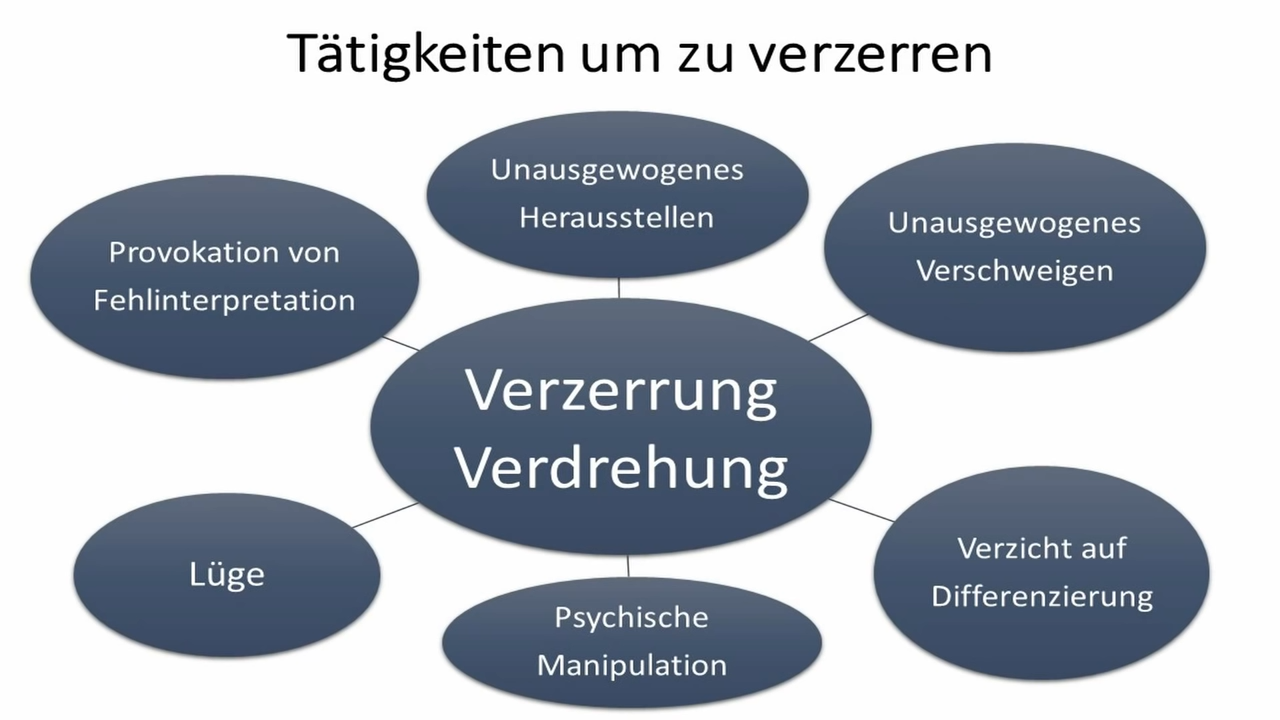 Tätigkeiten um zu verzerren
Unausgewogenes
Herausstellen
Unausgewogenes
Verschweigen
Provokation von
Fehlinterpretation
Verzerrung
Verdrehung
Lüge
Psychische
Manipulation
Verzicht auf
Differenzierung